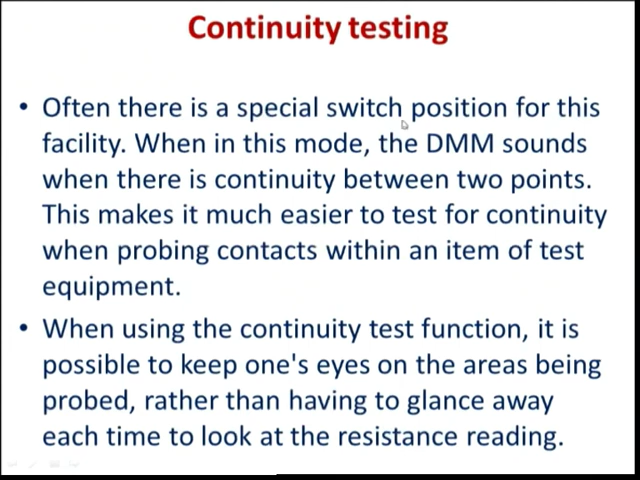 Continuity testing
• Often there is a special switch position for this
facility. When in this mode, the DMM sounds
when there is continuity between two points.
This makes it much easier to test for continuity
when probing contacts within an item of test
equipment.
• When using the continuity test function, it is
possible to keep one's eyes on the areas being
probed, rather than having to glance away
each time to look at the resistance reading.